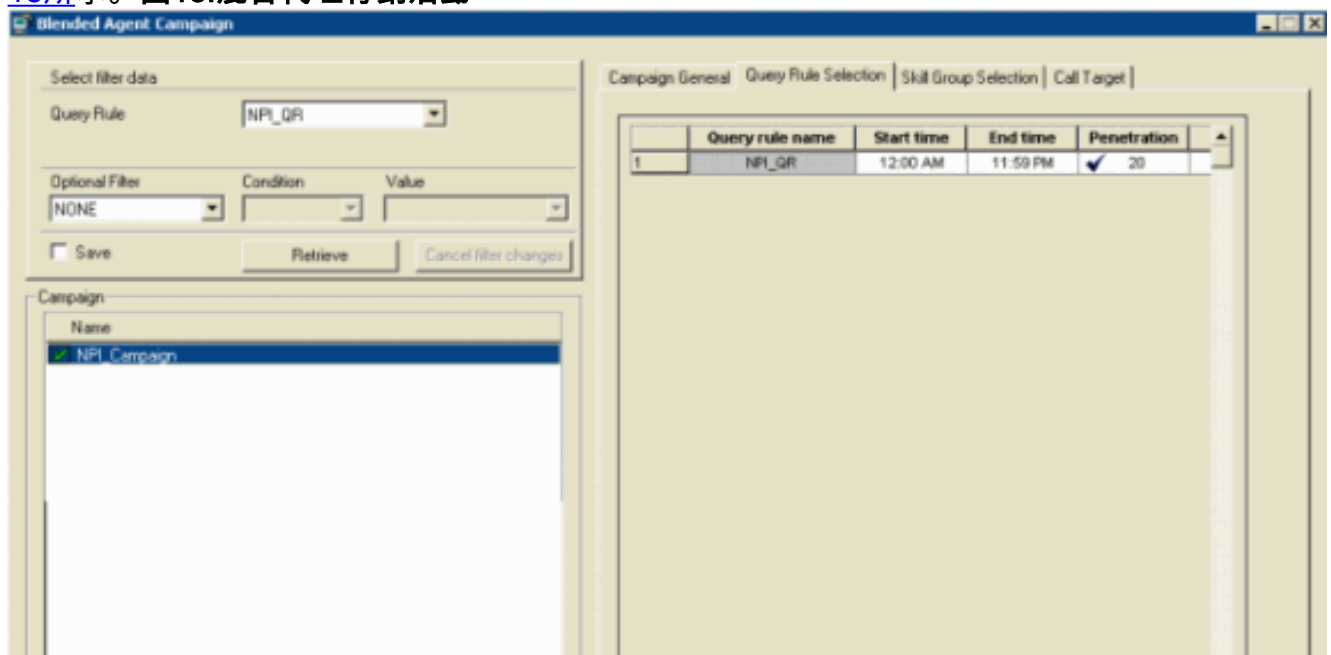 Blended Agent Campaign
Select filter data
Query Rule
NPI_QR
Optional Filter
Condition
Value
NONE
Save
Retrieve
Cancel filter changes
Campaign
Name
NPI_Campaign
Campaign General
Query Rule Selection
Skill Group Selection
Call Target
Query rule name Start time End time Penetration
1 NPI_QR 12:00 AM 11:59 PM 20